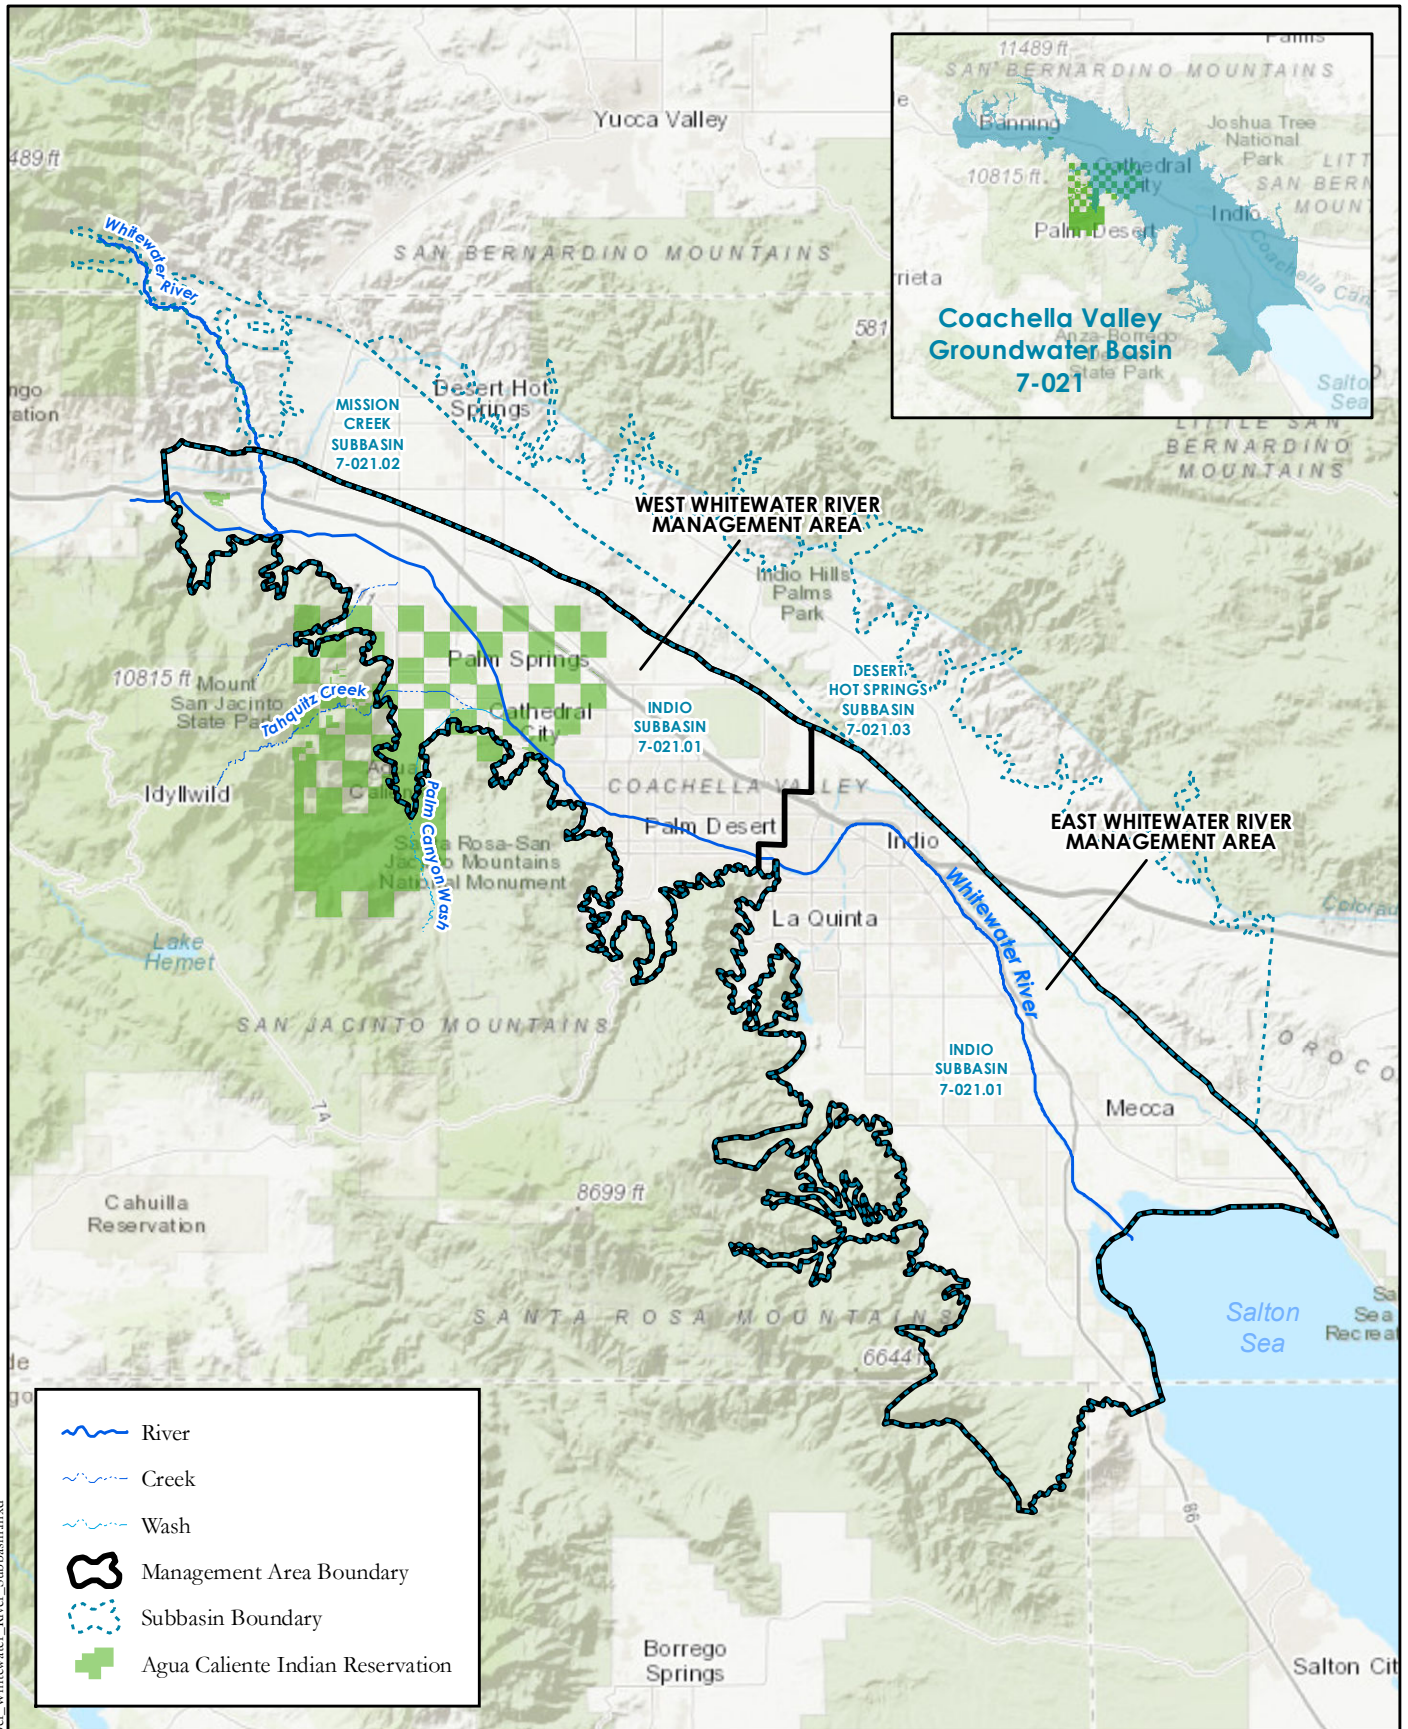 Yucca Valley
489 ft
Whitewater
River
SAN BERNARDINO MOUNTAINS
11489 ft
SAN BERNARDINO MOUNTAINS
Banning
Joshua Tree
National
Park
10815 ft
Cathedral
City
Indio
Palm Desert
Coachella Valley
Groundwater Basin
7-021
State Park
Salton
Sea
581
Desert Hot
Springs
MISSION
CREEK
SUBBASIN
7-021.02
LITTLE SAN
BERNARDINO
MOUNTAINS
WEST WHITEWATER RIVER
MANAGEMENT AREA
Indio Hills
Palms
Park
Palm Springs
10815 ft
Mount
San Jacinto
State Park
Tahquitz Creek
Cathedral
City
INDIO
SUBBASIN
7-021.01
DESERT
HOT SPRINGS
SUBBASIN
7-021.03
Idyllwild
COACHELLA VALLEY
Palm Canyon Wash
Palm Desert
Indio
EAST WHITEWATER RIVER
MANAGEMENT AREA
Santa Rosa-San
Jacinto Mountains
National Monument
Whitewater River
La Quinta
Lake
Hemet
SAN JACINTO MOUNTAINS
OROCO
INDIO
SUBBASIN
7-021.01
74
Mecca
Cahuilla
Reservation
8699 ft
SANTA ROSA MOUNTAINS
Salton
Sea
Sea
Recreat
6644 f
86
Borrego
Springs
Salton Cit
River
Creek
Wash
Management Area Boundary
Subbasin Boundary
Agua Caliente Indian Reservation